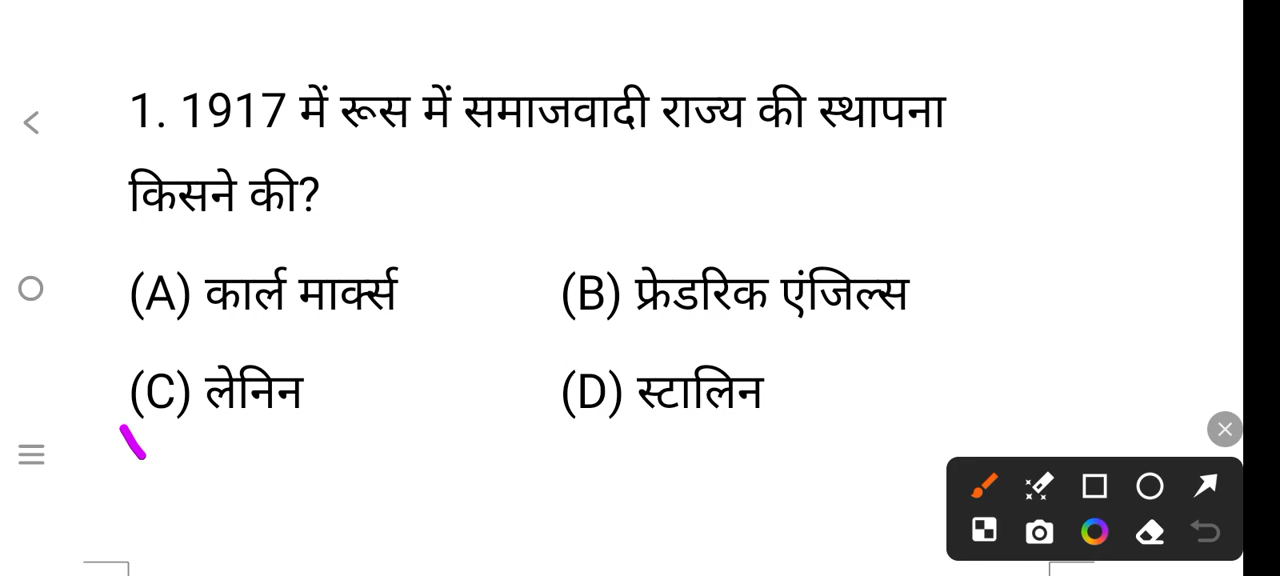 1. 1917 में रूस में समाजवादी राज्य की स्थापना
किसने की?
(A) कार्ल मार्क्स (B) फ्रेडरिक एंजिल्स
(C) लेनिन (D) स्टालिन